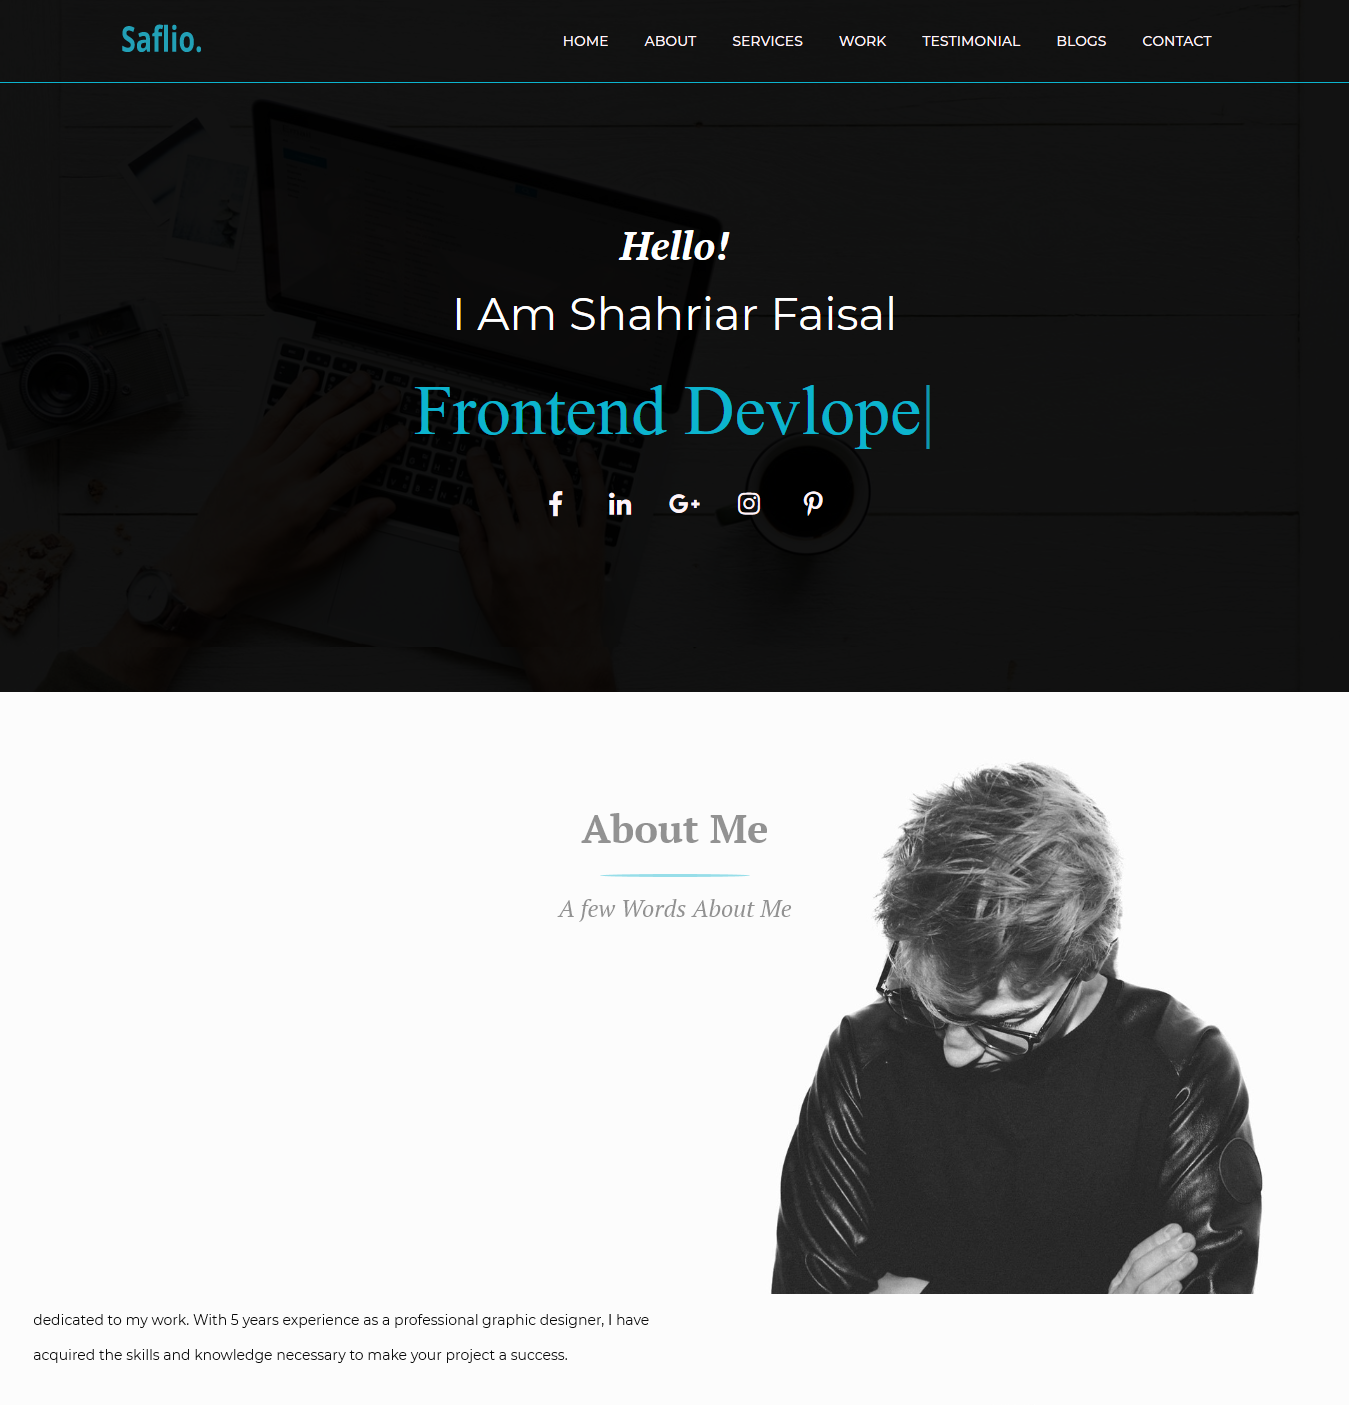 Saflio.
HOME ABOUT SERVICES WORK TESTIMONIAL BLOGS CONTACT
Hello!
I Am Shahriar Faisal
Frontend Devlope|
f in G+
About Me
A few Words About Me
dedicated to my work. With 5 years experience as a professional graphic designer, I have
acquired the skills and knowledge necessary to make your project a success.